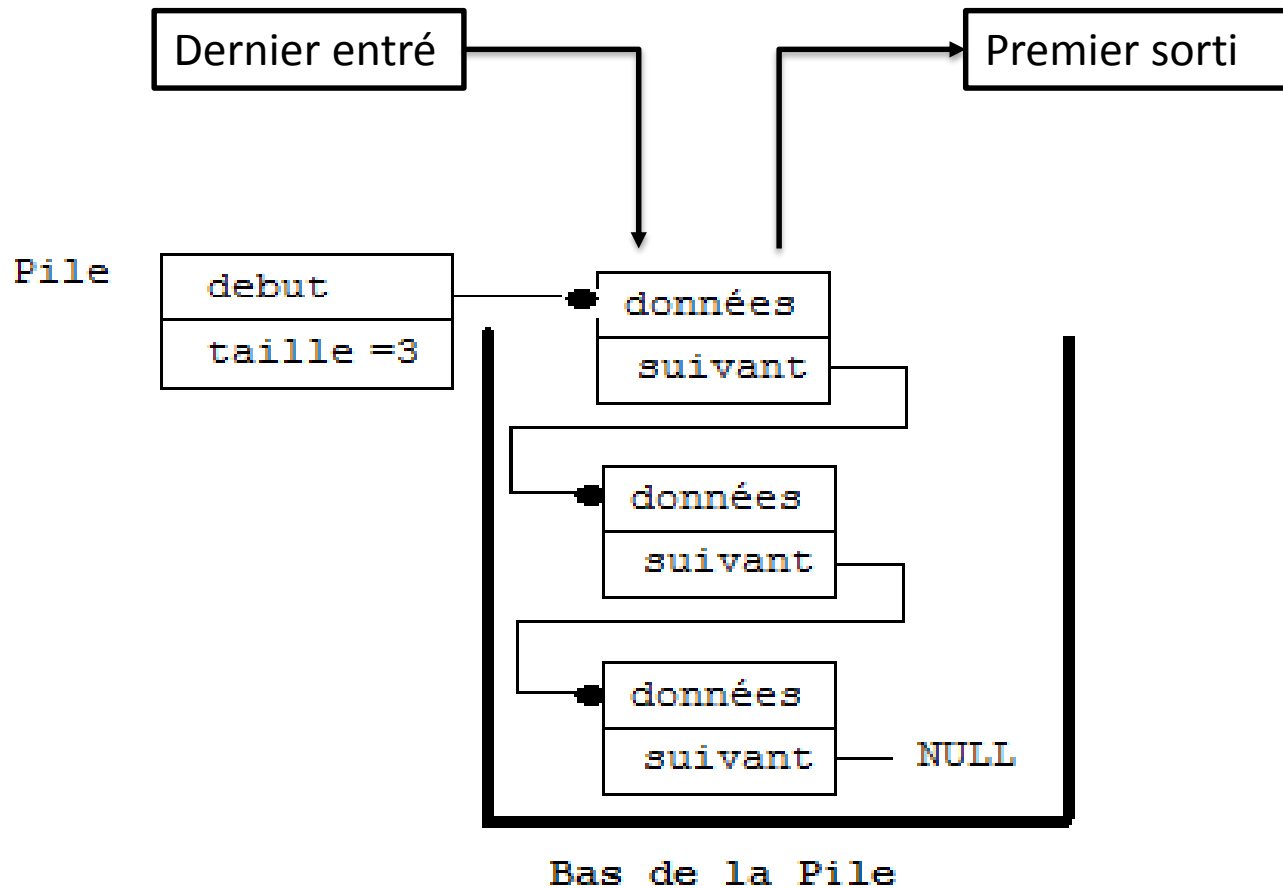 Dernier entré
Premier sorti
Pile
debut
taille =3
données
suivant
données
suivant
données
suivant
NULL
Bas de la Pile